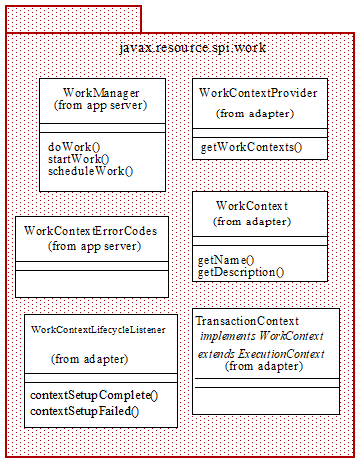 javax.resource.spi.work
WorkManager
(from app server)
doWork()
startWork()
scheduleWork()
WorkContextProvider
(from adapter)
getWorkContexts()
WorkContextErrorCodes
(from app server)
WorkContext
(from adapter)
getName()
getDescription()
WorkContextLifecycleListener
(from adapter)
contextSetupComplete()
contextSetupFailed()
TransactionContext
implements WorkContext
extends ExecutionContext
(from adapter)